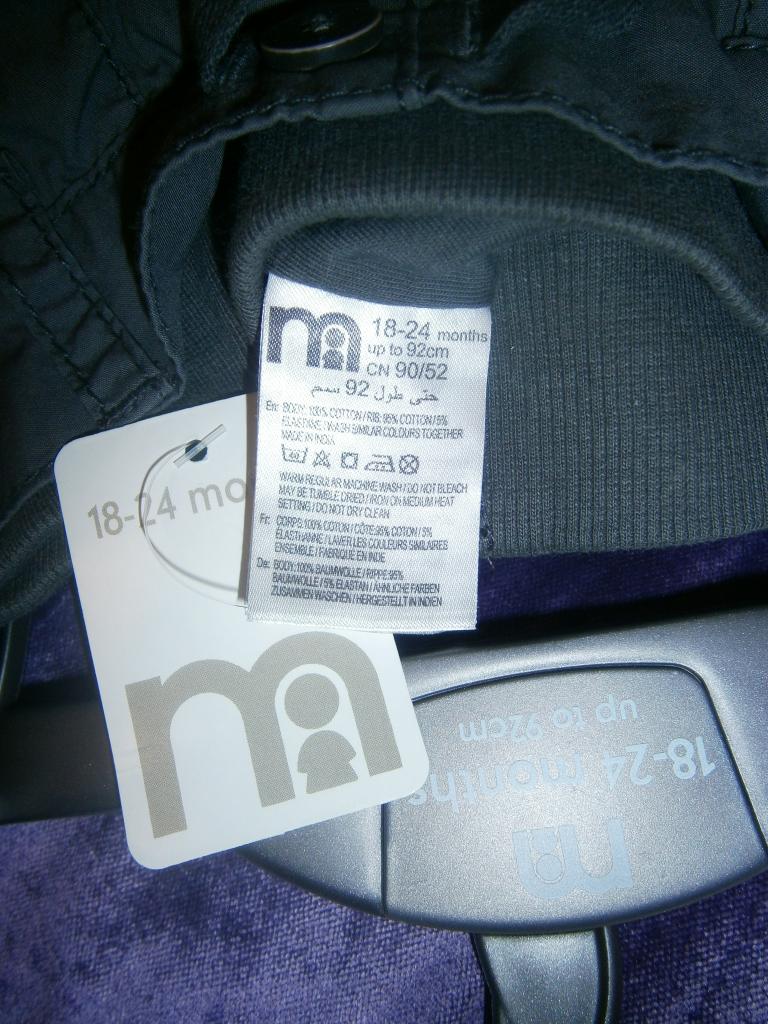 m
18-24 months
up to 92cm
CN 90/52
حتى طول 92 سم
En: BODY: 100% COTTON / RIB: 95% COTTON / 5%
ELASTANE / WASH SIMILAR COLOURS TOGETHER
MADE IN INDIA
WARM REGULAR MACHINE WASH / DO NOT BLEACH
MAY BE TUMBLE DRIED / IRON ON MEDIUM HEAT
SETTING / DO NOT DRY CLEAN
Fr: CORPS:100% COTON / CÔTE:95% COTON / 5%
ÉLASTHANNE / LAVER LES COULEURS SIMILAIRES
ENSEMBLE / FABRIQUE EN INDE
De: BODY:100% BAUMWOLLE / RIPPE:95%
BAUMWOLLE / 5% ELASTAN / ÄHNLICHE FARBEN
ZUSAMMEN WASCHEN / HERGESTELLT IN INDIEN
18-24 mo
m
m
18-24 months
up to 92cm